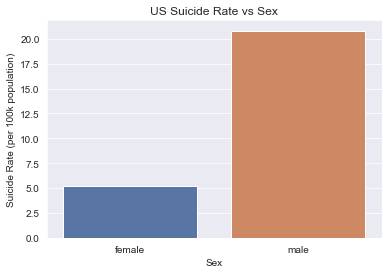 US Suicide Rate vs Sex
Suicide Rate (per 100k population)
20.0
17.5
15.0
12.5
10.0
7.5
5.0
2.5
0.0
female male
Sex